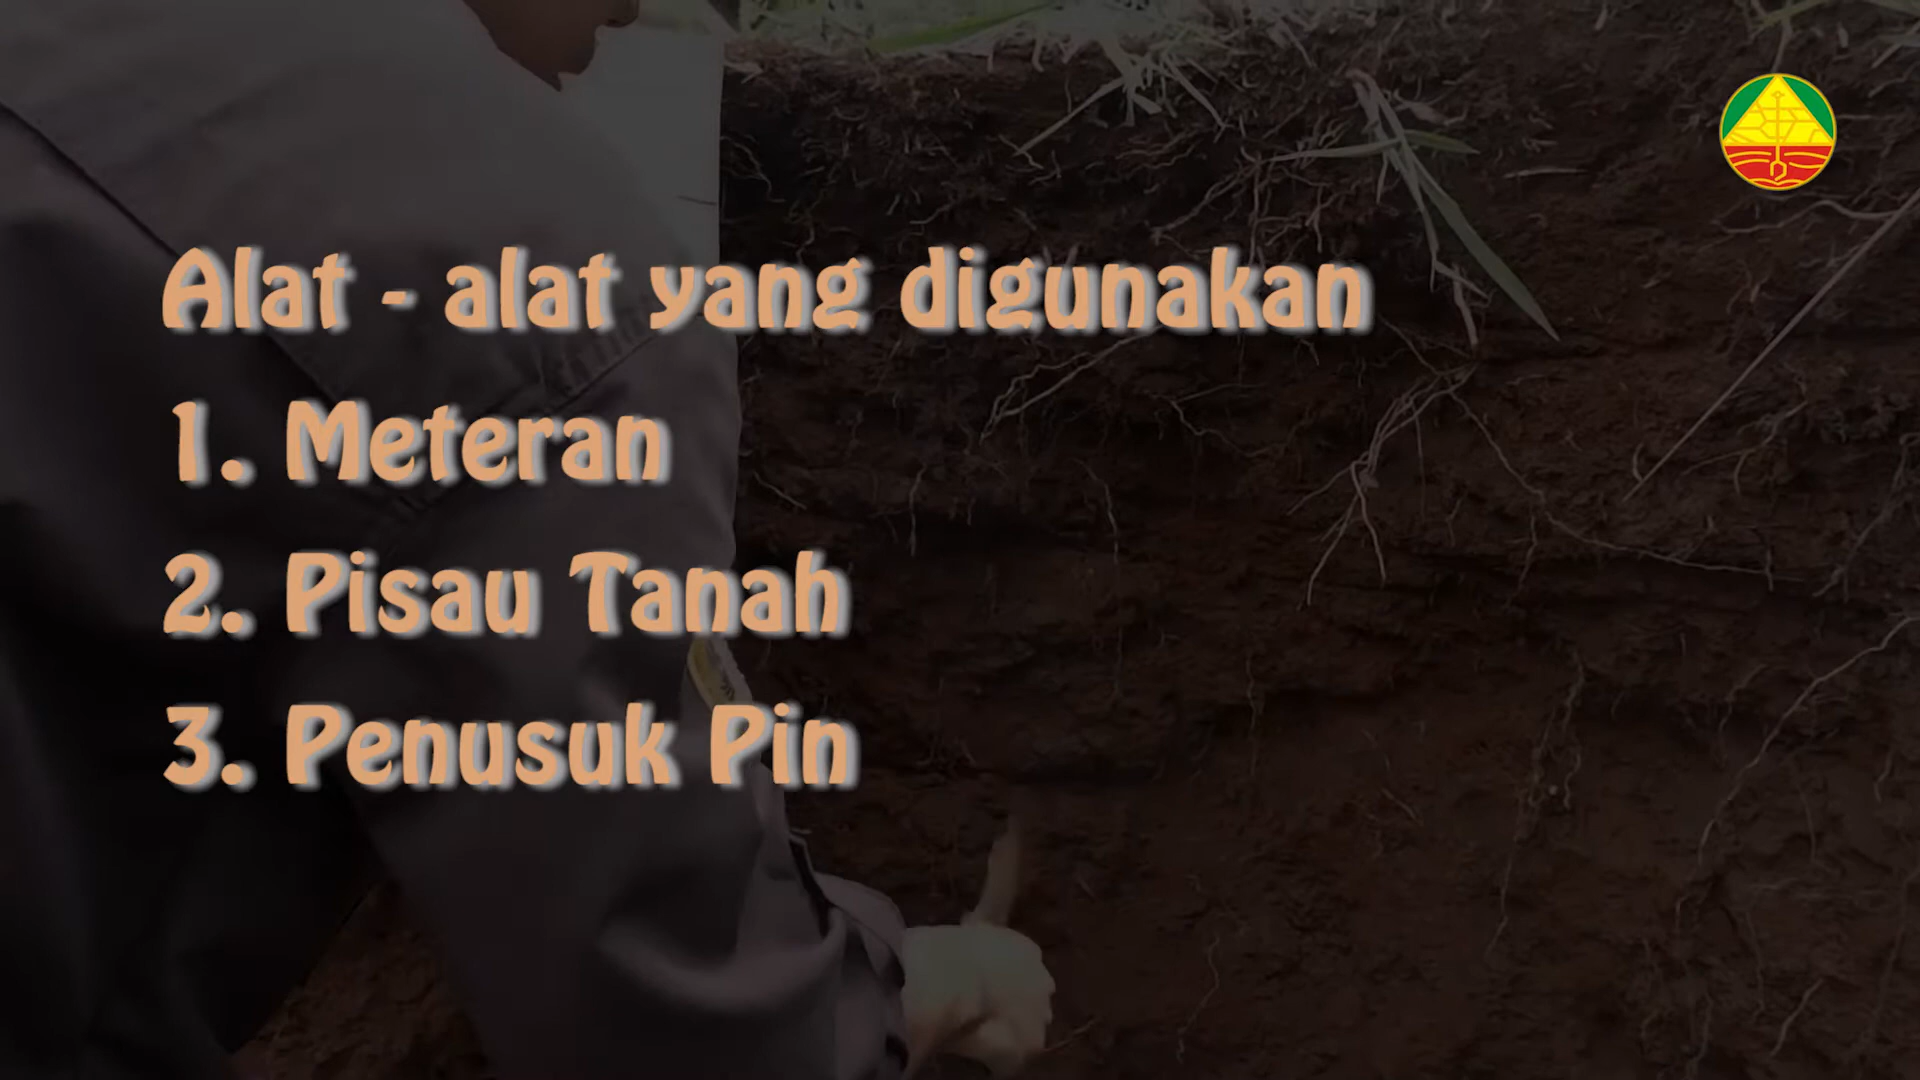 Alat - alat yang digunakan
1. Meteran
2. Pisau Tanah
3. Penusuk Pin